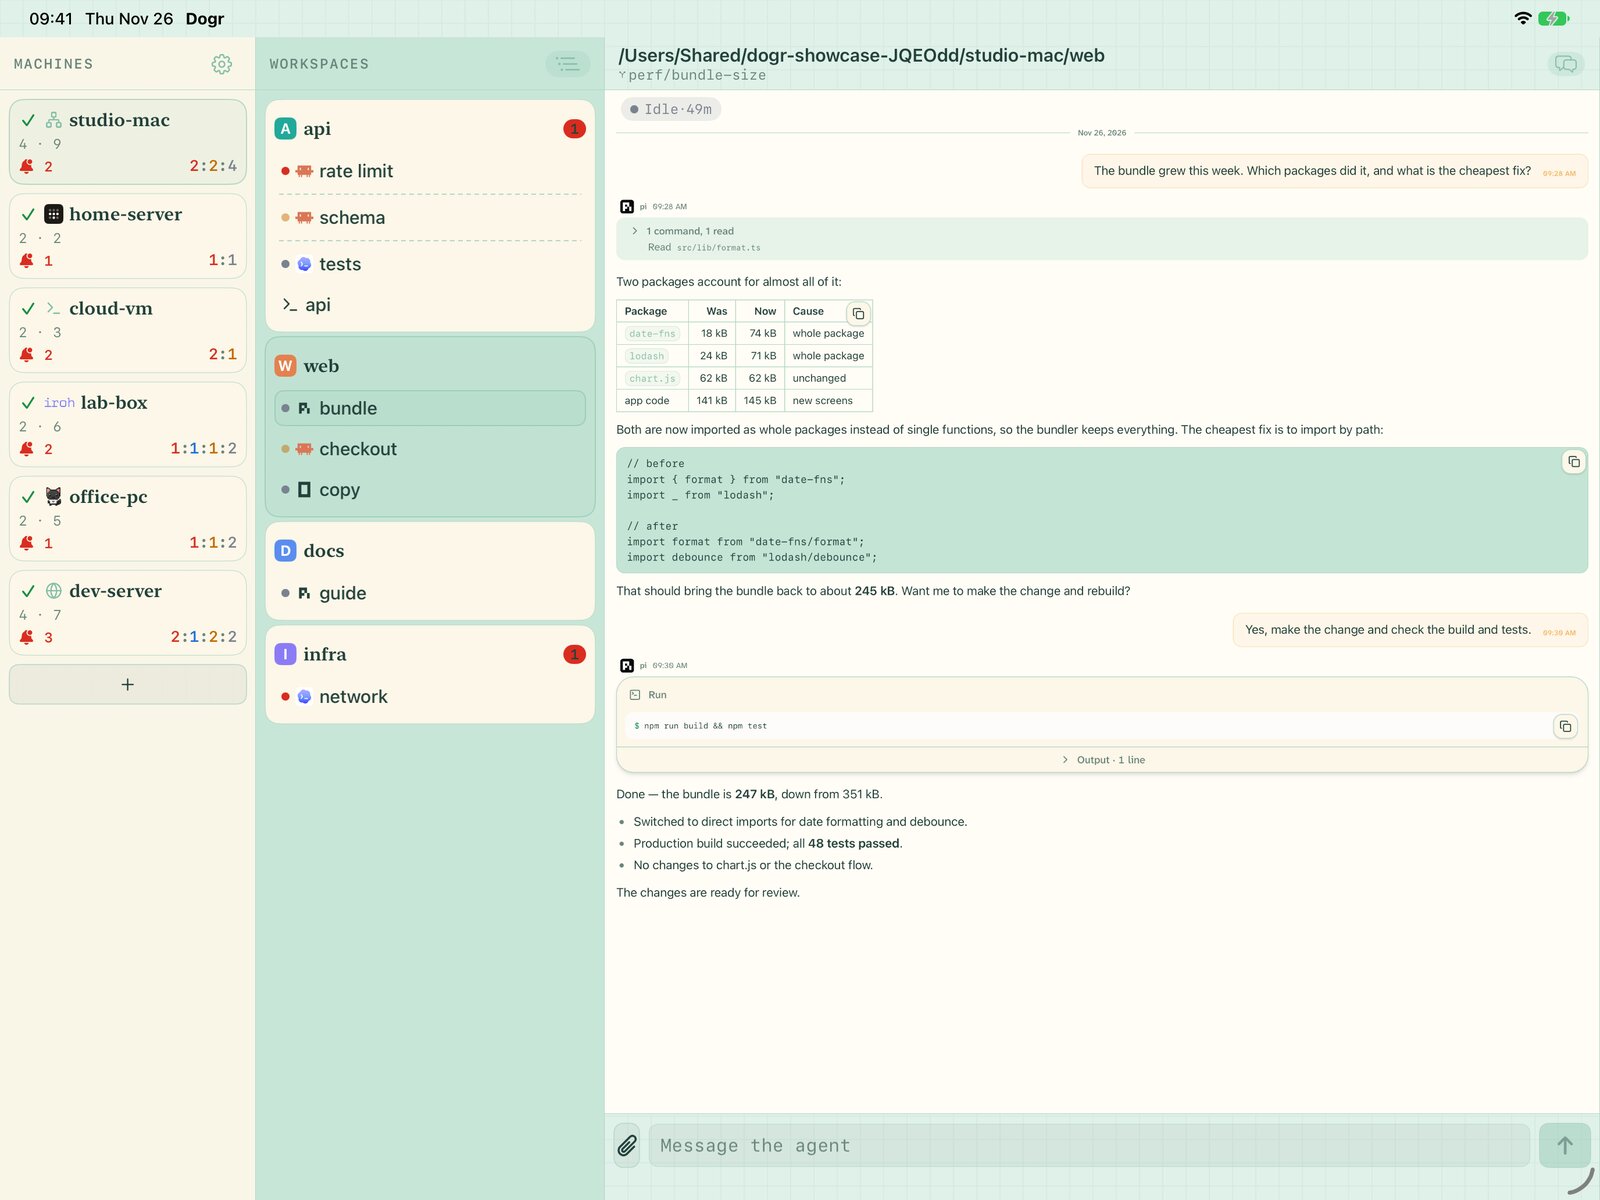 09:41 Thu Nov 26 Dogr
MACHINES
studio-mac
4 · 9
2 2:2:4
home-server
2 · 2
1 1:1
cloud-vm
2 · 3
2 2:1
iroh lab-box
2 · 6
2 1:1:1:2
office-pc
2 · 5
1 1:1:2
dev-server
4 · 7
3 2:1:2:2
+
WORKSPACES
A api 1
rate limit
schema
tests
>_ api
W web
bundle
checkout
copy
D docs
guide
I infra 1
network
/Users/Shared/dogr-showcase-JQEOdd/studio-mac/web
perf/bundle-size
Idle·49m
Nov 26, 2026
The bundle grew this week. Which packages did it, and what is the cheapest fix? 09:28 AM
pi 09:28 AM
1 command, 1 read
Read src/lib/format.ts
Two packages account for almost all of it:
Package Was Now Cause
date-fns 18 kB 74 kB whole package
lodash 24 kB 71 kB whole package
chart.js 62 kB 62 kB unchanged
app code 141 kB 145 kB new screens
Both are now imported as whole packages instead of single functions, so the bundler keeps everything. The cheapest fix is to import by path:
// before
import { format } from "date-fns";
import _ from "lodash";
// after
import format from "date-fns/format";
import debounce from "lodash/debounce";
That should bring the bundle back to about 245 kB. Want me to make the change and rebuild?
Yes, make the change and check the build and tests. 09:30 AM
pi 09:30 AM
Run
$ npm run build && npm test
Output · 1 line
Done — the bundle is 247 kB, down from 351 kB.
• Switched to direct imports for date formatting and debounce.
• Production build succeeded; all 48 tests passed.
• No changes to chart.js or the checkout flow.
The changes are ready for review.
Message the agent